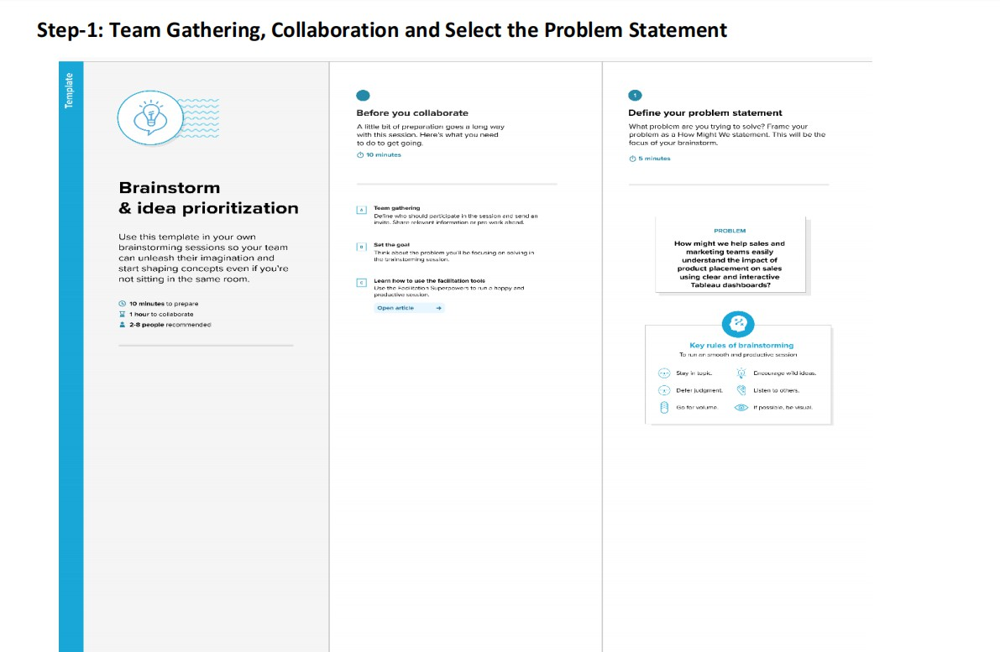 Step-1: Team Gathering, Collaboration and Select the Problem Statement
Template
Brainstorm
& idea prioritization
Use this template in your own
brainstorming sessions so your team
can unleash their imagination and
start shaping concepts even if you're
not sitting in the same room.
10 minutes to prepare
1 hour to collaborate
2-8 people recommended
Before you collaborate
A little bit of preparation goes a long way
with this session. Here's what you need
to do to get going.
10 minutes
A
Team gathering
Define who should participate in the session and send an
invite. Share relevant information or pre work ahead.
B
Set the goal
Think about the problem you'll be focusing on solving in
the brainstorming session.
C
Learn how to use the facilitation tools
Use the Facilitation Superpowers to run a happy and
productive session.
Open article →
1
Define your problem statement
What problem are you trying to solve? Frame your
problem as a How Might We statement. This will be the
focus of your brainstorm.
5 minutes
PROBLEM
How might we help sales and
marketing teams easily
understand the impact of
product placement on sales
using clear and interactive
Tableau dashboards?
Key rules of brainstorming
To run an smooth and productive session
Stay in topic. Encourage wild ideas.
Defer judgment. Listen to others.
Go for volume. If possible, be visual.